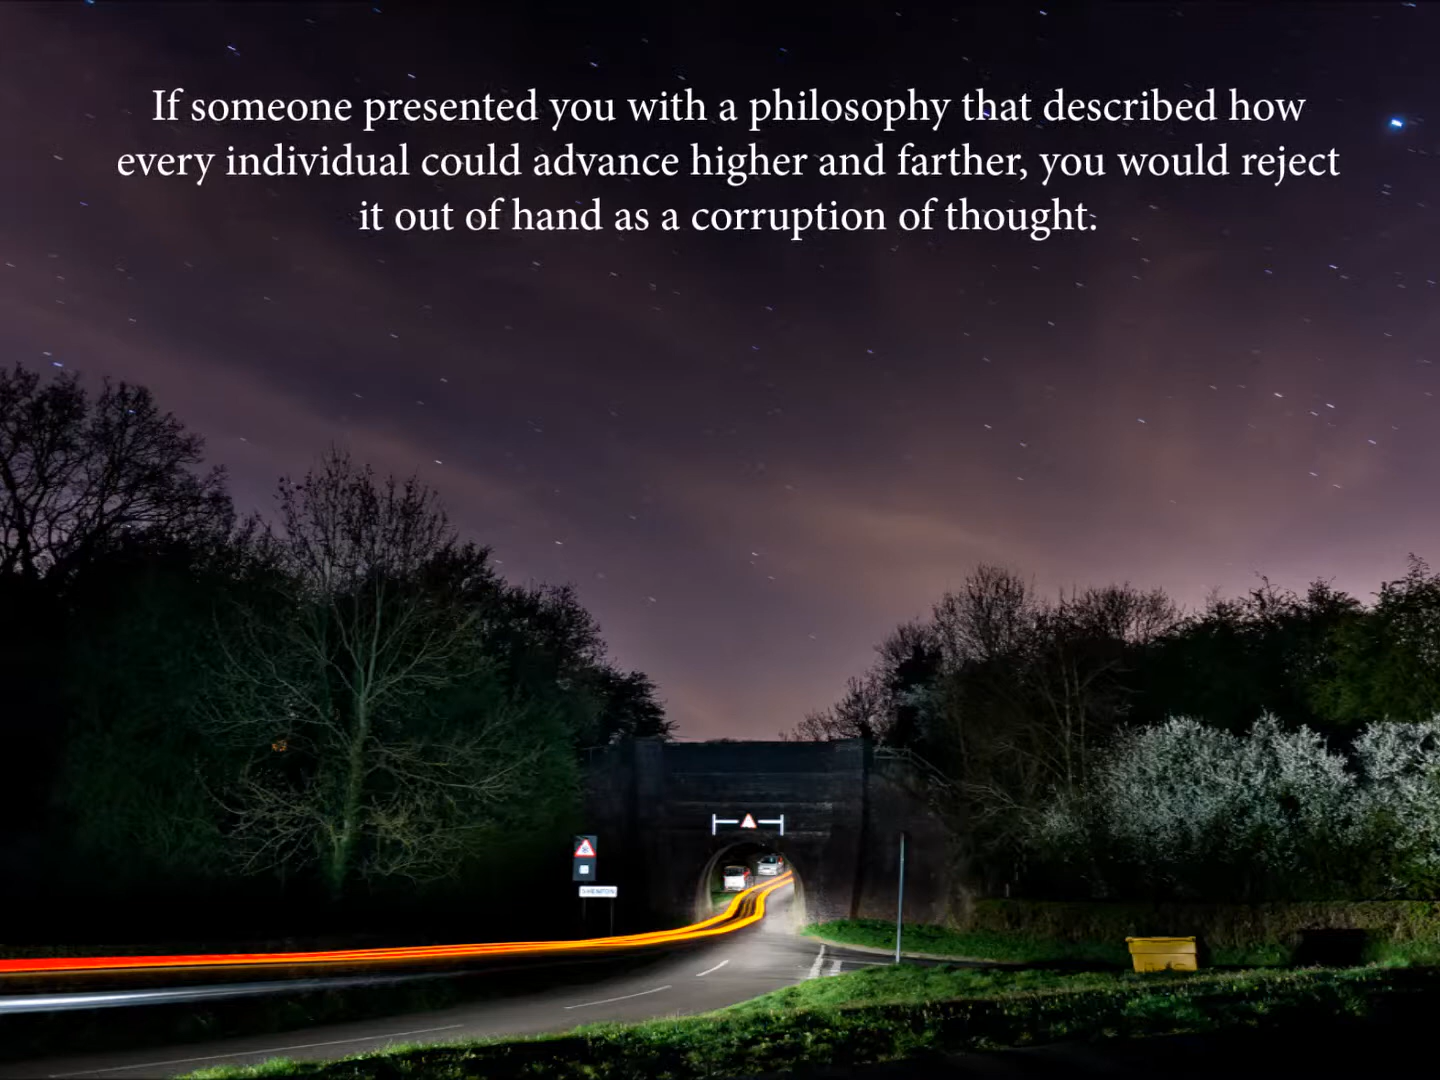 If someone presented you with a philosophy that described how
every individual could advance higher and farther, you would reject
it out of hand as a corruption of thought.
SHENTON